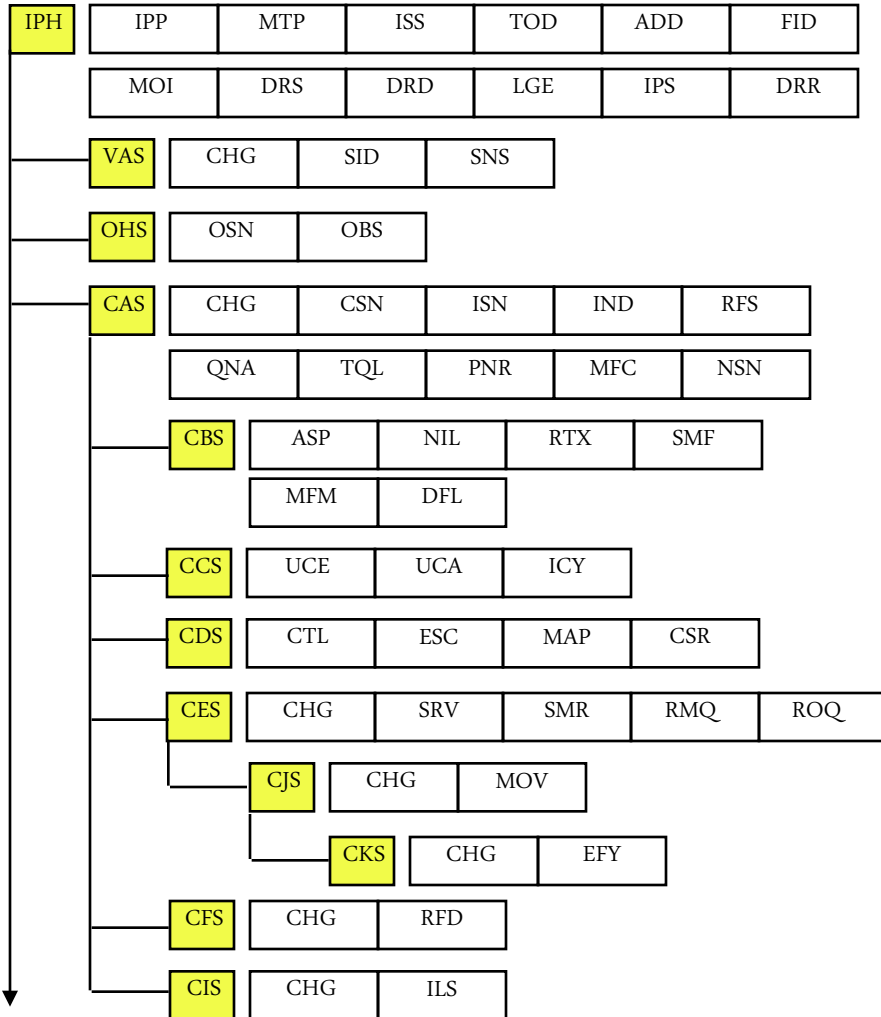 IPH IPP MTP ISS TOD ADD FID
MOI DRS DRD LGE IPS DRR
VAS CHG SID SNS
OHS OSN OBS
CAS CHG CSN ISN IND RFS
QNA TQL PNR MFC NSN
CBS ASP NIL RTX SMF
MFM DFL
CCS UCE UCA ICY
CDS CTL ESC MAP CSR
CES CHG SRV SMR RMQ ROQ
CJS CHG MOV
CKS CHG EFY
CFS CHG RFD
CIS CHG ILS